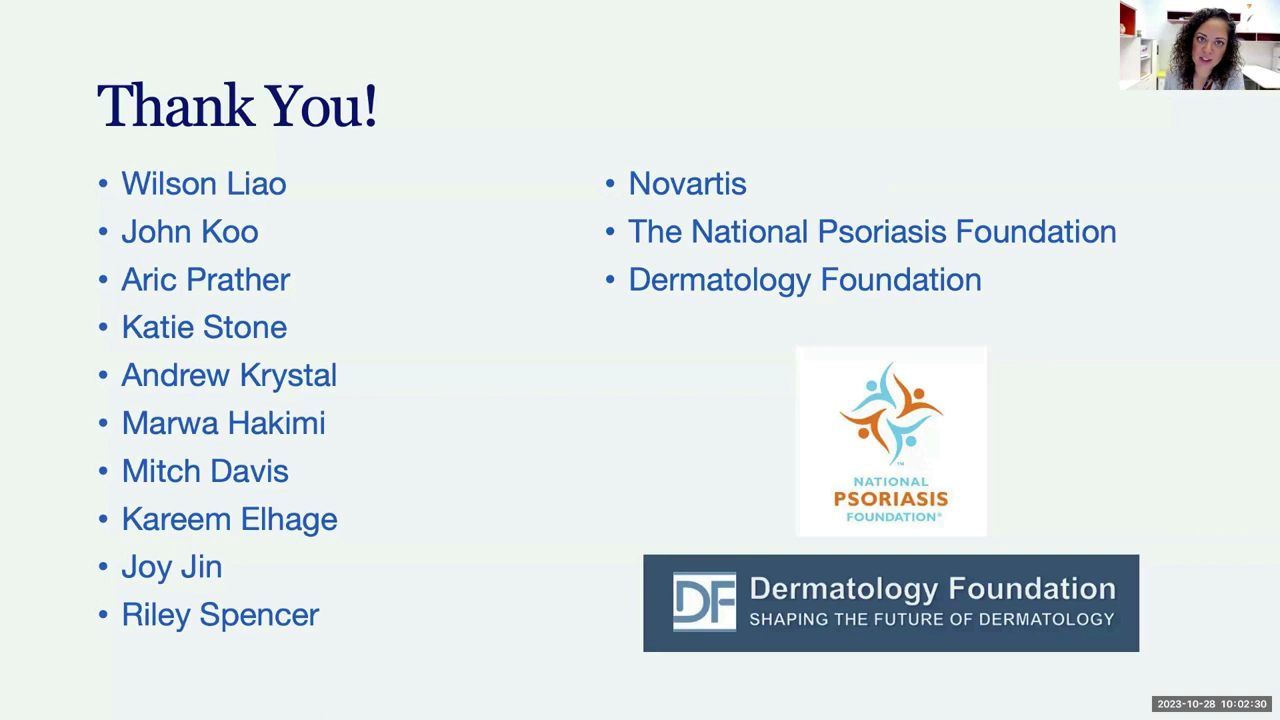 Thank You!
• Wilson Liao
• John Koo
• Aric Prather
• Katie Stone
• Andrew Krystal
• Marwa Hakimi
• Mitch Davis
• Kareem Elhage
• Joy Jin
• Riley Spencer
• Novartis
• The National Psoriasis Foundation
• Dermatology Foundation
NATIONAL
PSORIASIS
FOUNDATION®
DF
Dermatology Foundation
SHAPING THE FUTURE OF DERMATOLOGY
2023-10-28 10:02:30